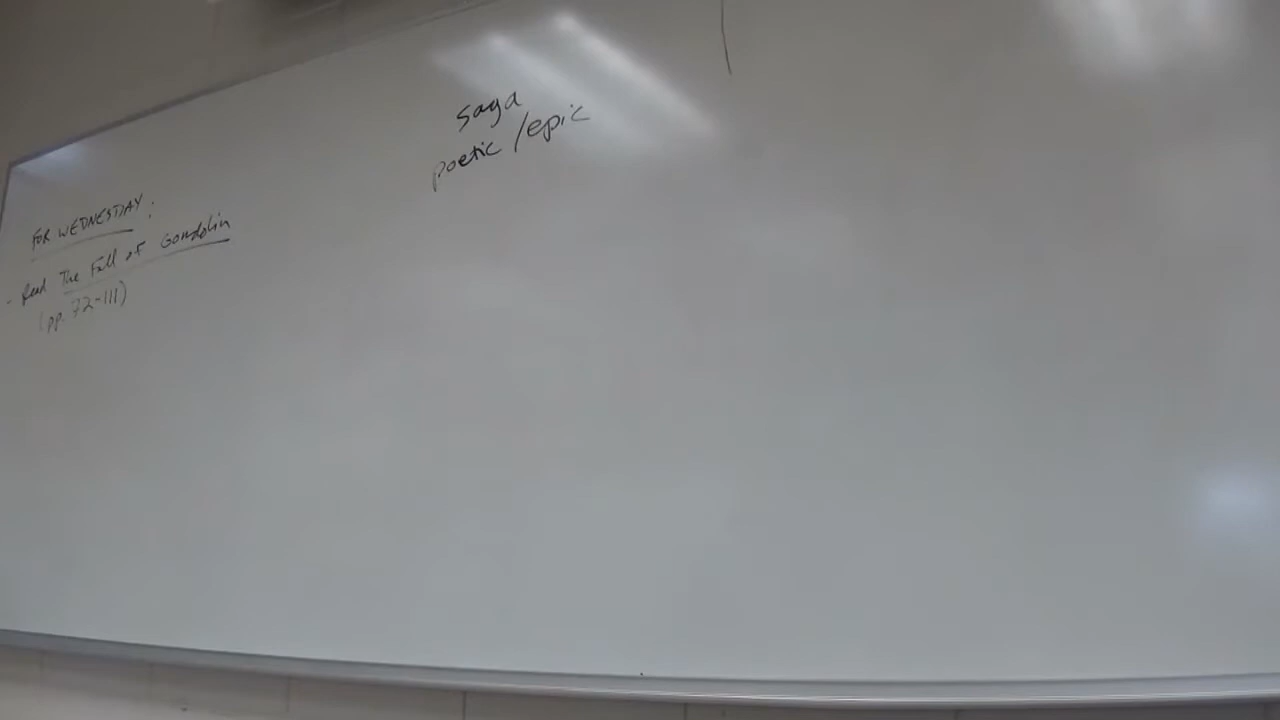 saga
poetic/epic
FOR WEDNESDAY:
- Read The Fall of Gondolin
(pp. 72-111)